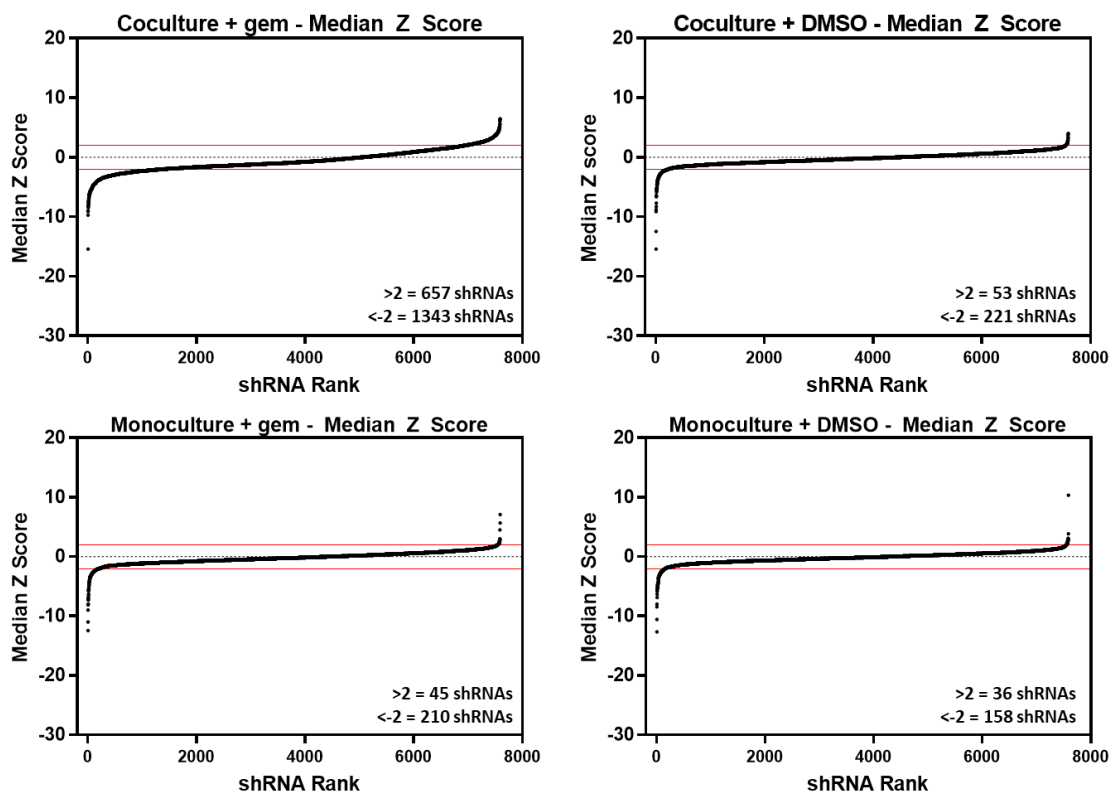 Coculture + gem - Median Z Score
20
10
0
-10
-20
-30
Median Z Score
>2 = 657 shRNAs
<-2 = 1343 shRNAs
0 2000 4000 6000 8000
shRNA Rank
Coculture + DMSO - Median Z Score
20
10
0
-10
-20
-30
Median Z score
>2 = 53 shRNAs
<-2 = 221 shRNAs
0 2000 4000 6000 8000
shRNA Rank
Monoculture + gem - Median Z Score
20
10
0
-10
-20
-30
Median Z Score
>2 = 45 shRNAs
<-2 = 210 shRNAs
0 2000 4000 6000 8000
shRNA Rank
Monoculture + DMSO - Median Z Score
20
10
0
-10
-20
-30
Median Z Score
>2 = 36 shRNAs
<-2 = 158 shRNAs
0 2000 4000 6000 8000
shRNA Rank